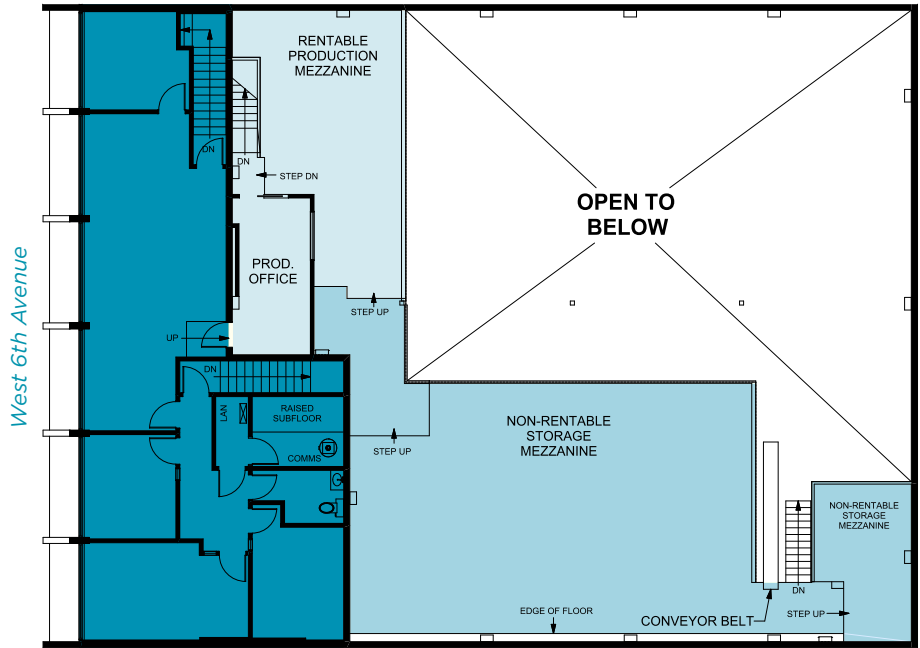 RENTABLE
PRODUCTION
MEZZANINE
DN
DN
STEP DN
OPEN TO
BELOW
PROD.
OFFICE
West 6th Avenue
STEP UP
UP
DN
LAN
RAISED
SUBFLOOR
COMMS
STEP UP
NON-RENTABLE
STORAGE
MEZZANINE
NON-RENTABLE
STORAGE
MEZZANINE
DN
EDGE OF FLOOR
CONVEYOR BELT
STEP UP